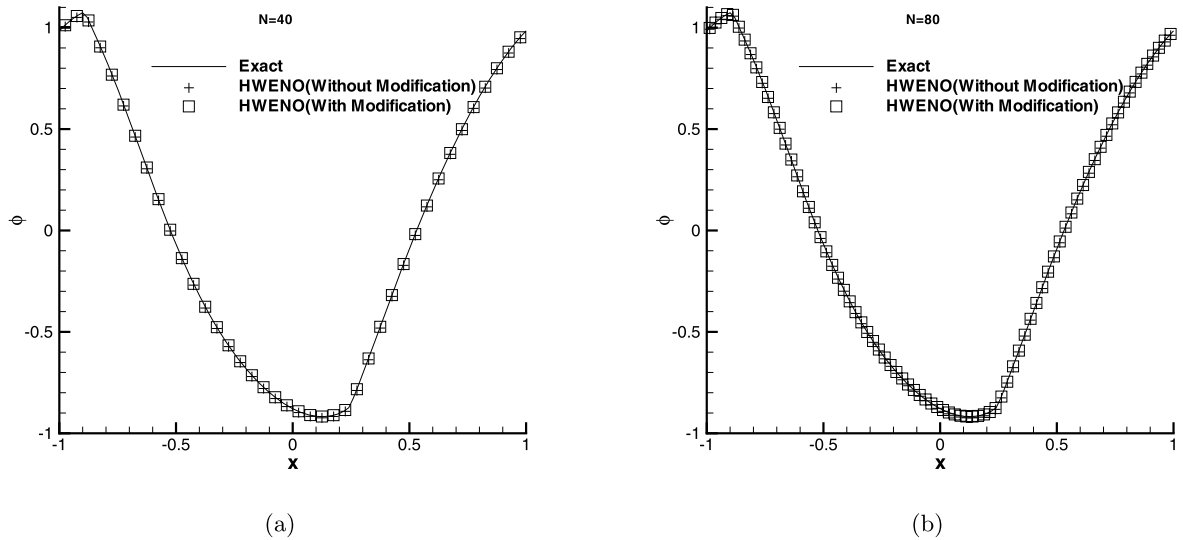 N=40
Exact
HWENO(Without Modification)
HWENO(With Modification)
1
0.5
0
-0.5
-1
ϕ
-1 -0.5 0 0.5 1
x
(a)
N=80
Exact
HWENO(Without Modification)
HWENO(With Modification)
1
0.5
0
-0.5
-1
ϕ
-1 -0.5 0 0.5 1
x
(b)